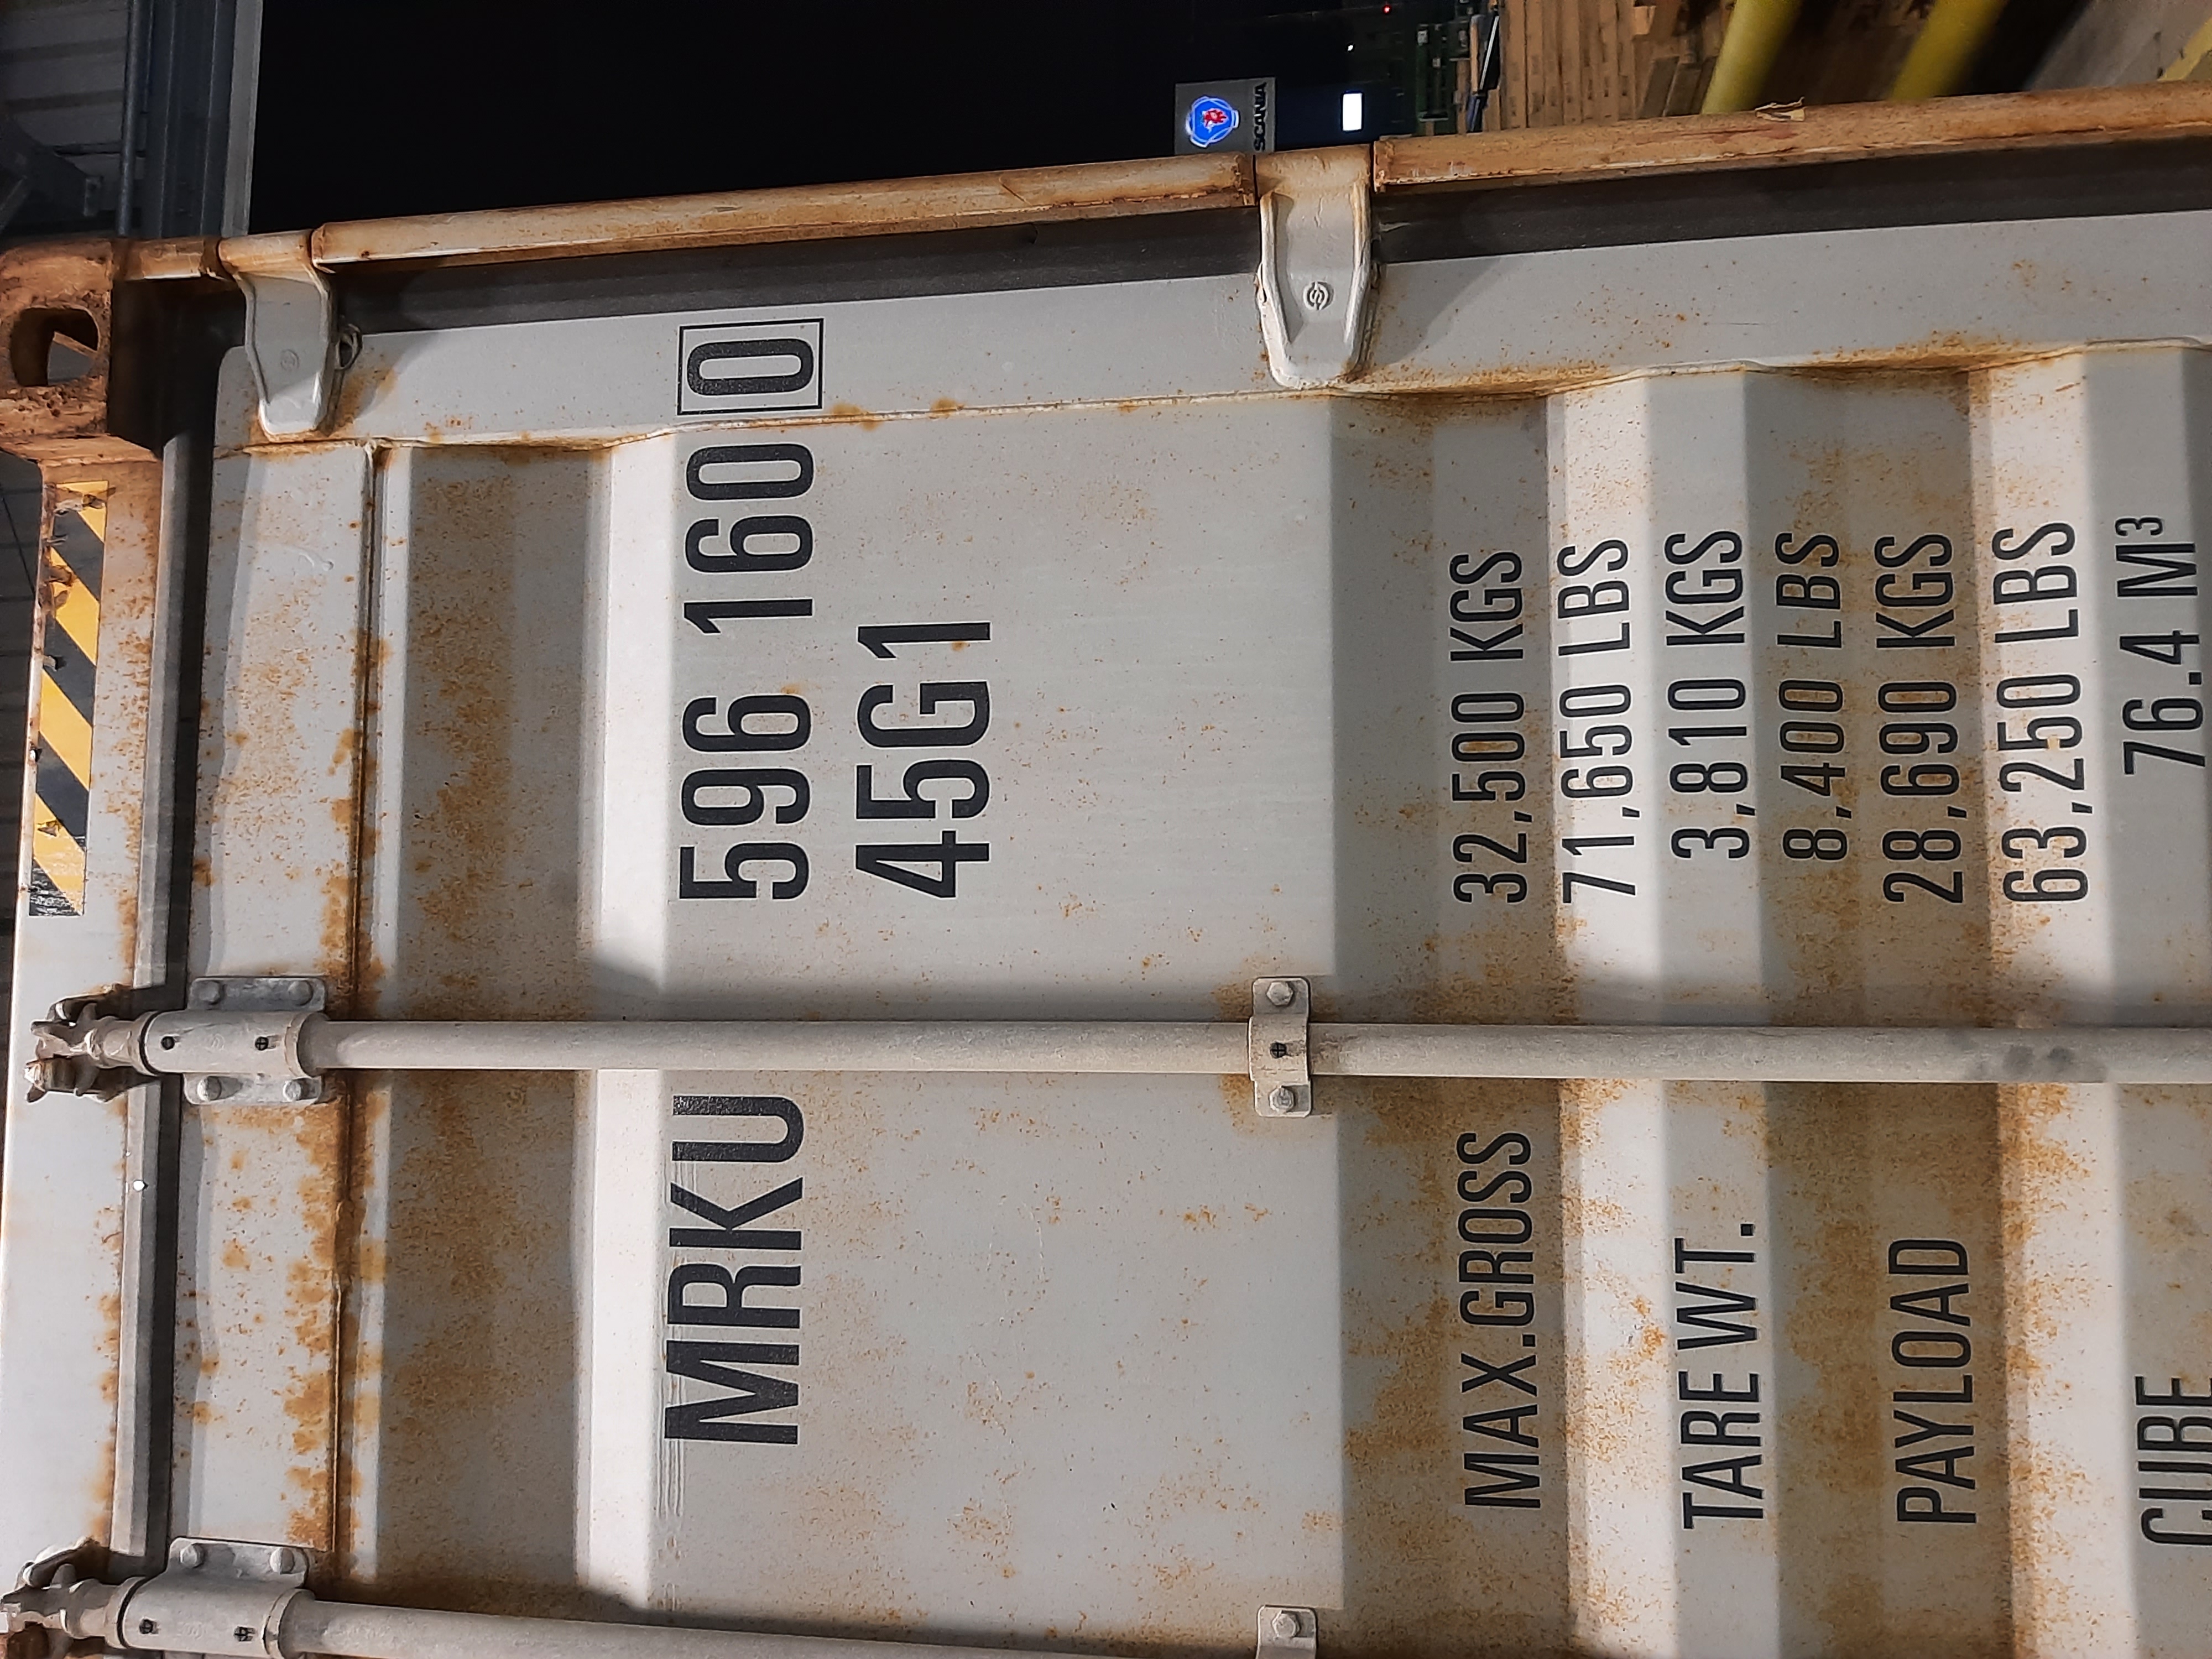 MRKU 596 160 0
45G1
MAX.GROSS 32,500 KGS
71,650 LBS
TARE WT. 3,810 KGS
8,400 LBS
PAYLOAD 28,690 KGS
63,250 LBS
CUBE 76.4 M³
SCANIA